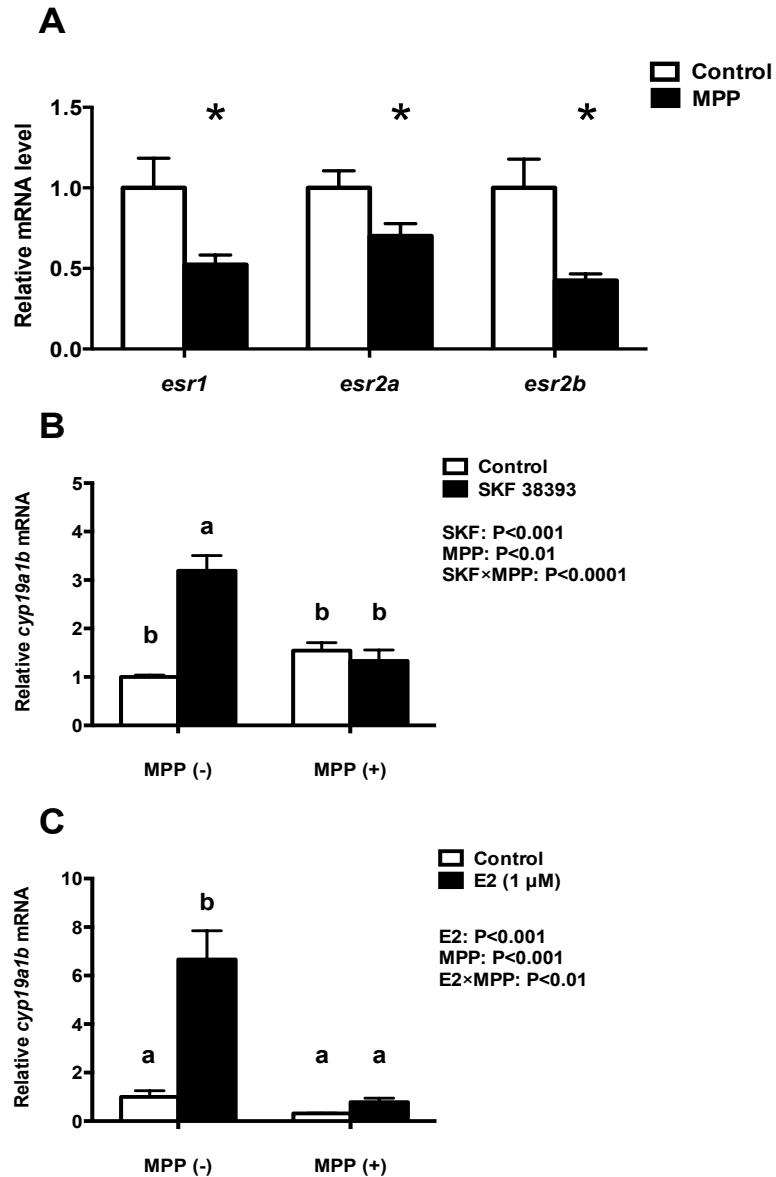 A
Control
MPP
Relative mRNA level
1.5
1.0
0.5
0.0
* * *
esr1 esr2a esr2b
B
Control
SKF 38393
SKF: P<0.001
MPP: P<0.01
SKF×MPP: P<0.0001
Relative cyp19a1b mRNA
5
4
3
2
1
0
b a b b
MPP (-) MPP (+)
C
Control
E2 (1 µM)
E2: P<0.001
MPP: P<0.001
E2×MPP: P<0.01
Relative cyp19a1b mRNA
10
8
6
4
2
0
a b a a
MPP (-) MPP (+)